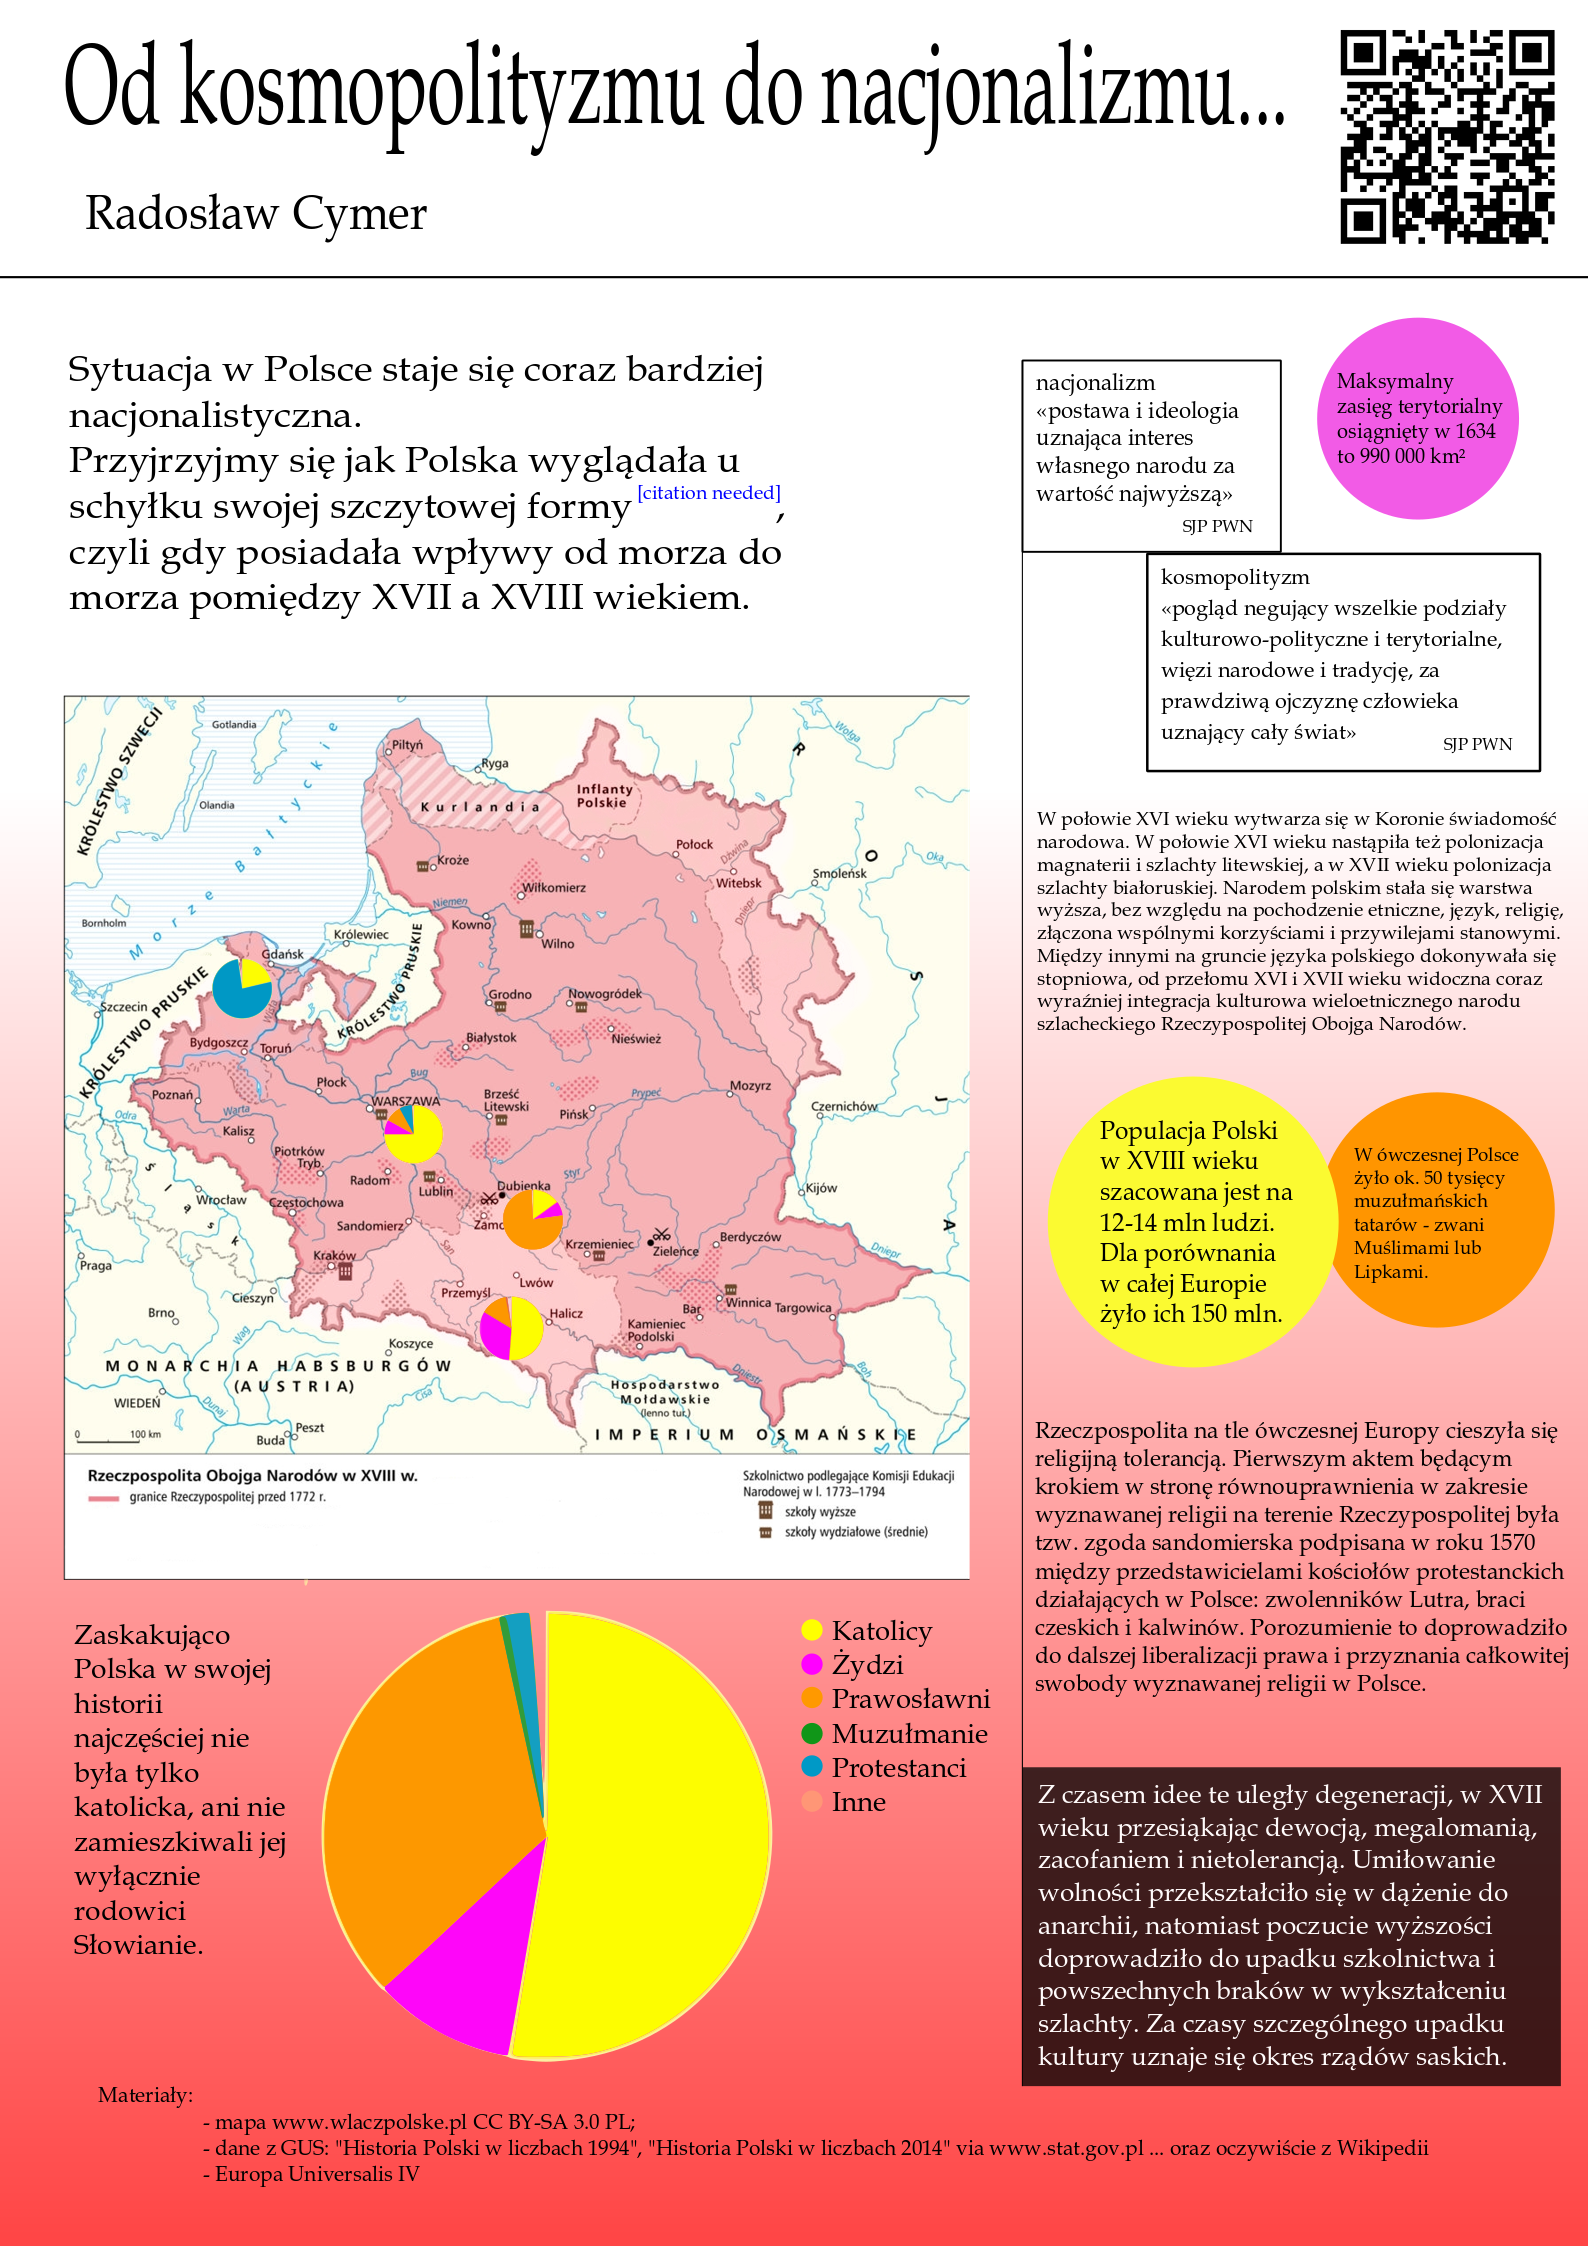 Od kosmopolityzmu do nacjonalizmu...
Radosław Cymer
Sytuacja w Polsce staje się coraz bardziej
nacjonalistyczna.
Przyjrzyjmy się jak Polska wyglądała u
schyłku swojej szczytowej formy [citation needed],
czyli gdy posiadała wpływy od morza do
morza pomiędzy XVII a XVIII wiekiem.
nacjonalizm
«postawa i ideologia
uznająca interes
własnego narodu za
wartość najwyższą»
SJP PWN
Maksymalny
zasięg terytorialny
osiągnięty w 1634
to 990 000 km²
kosmopolityzm
«pogląd negujący wszelkie podziały
kulturowo-polityczne i terytorialne,
więzi narodowe i tradycję, za
prawdziwą ojczyznę człowieka
uznający cały świat»
SJP PWN
KRÓLESTWO SZWECJI
Gotlandia
Olandia
Bornholm
Morze Bałtyckie
Piltyń
Ryga
Kurlandia
Inflanty
Polskie
Wołga
R O S J A
Połock
Dźwina
Witebsk
Smoleńsk
Oka
Dniepr
Kroże
Wiłkomierz
Niemen
Kowno
Wilno
Królewiec
KRÓLESTWO PRUSKIE
Gdańsk
Szczecin
KRÓLESTWO PRUSKIE
Wisła
Grodno
Nowogródek
Białystok
Nieśwież
Bydgoszcz
Toruń
Płock
Bug
WARSZAWA
Brześć
Litewski
Pińsk
Prypeć
Mozyrz
Czernichów
Poznań
Warta
Odra
Kalisz
Piotrków
Tryb.
Radom
Lublin
Dubienka
Styr
Zamo
Śląsk
Wrocław
Częstochowa
Sandomierz
San
Krzemieniec
Zieleńce
Berdyczów
Kijów
Dniepr
Kraków
Praga
Cieszyn
Przemyśl
Lwów
Halicz
Brno
Wag
Koszyce
Kamieniec
Podolski
Bar
Winnica
Targowica
Dniestr
Boh
MONARCHIA HABSBURGÓW
(AUSTRIA)
WIEDEŃ
Dunaj
Cisa
Buda
Peszt
Hospodarstwo
Mołdawskie
(lenno tur.)
IMPERIUM OSMAŃSKIE
0 100 km
Rzeczpospolita Obojga Narodów w XVIII w.
granice Rzeczypospolitej przed 1772 r.
Szkolnictwo podlegające Komisji Edukacji
Narodowej w l. 1773–1794
szkoły wyższe
szkoły wydziałowe (średnie)
W połowie XVI wieku wytwarza się w Koronie świadomość
narodowa. W połowie XVI wieku nastąpiła też polonizacja
magnaterii i szlachty litewskiej, a w XVII wieku polonizacja
szlachty białoruskiej. Narodem polskim stała się warstwa
wyższa, bez względu na pochodzenie etniczne, język, religię,
złączona wspólnymi korzyściami i przywilejami stanowymi.
Między innymi na gruncie języka polskiego dokonywała się
stopniowa, od przełomu XVI i XVII wieku widoczna coraz
wyraźniej integracja kulturowa wieloetnicznego narodu
szlacheckiego Rzeczypospolitej Obojga Narodów.
Populacja Polski
w XVIII wieku
szacowana jest na
12-14 mln ludzi.
Dla porównania
w całej Europie
żyło ich 150 mln.
W ówczesnej Polsce
żyło ok. 50 tysięcy
muzułmańskich
tatarów - zwani
Muślimami lub
Lipkami.
Rzeczpospolita na tle ówczesnej Europy cieszyła się
religijną tolerancją. Pierwszym aktem będącym
krokiem w stronę równouprawnienia w zakresie
wyznawanej religii na terenie Rzeczypospolitej była
tzw. zgoda sandomierska podpisana w roku 1570
między przedstawicielami kościołów protestanckich
działających w Polsce: zwolenników Lutra, braci
czeskich i kalwinów. Porozumienie to doprowadziło
do dalszej liberalizacji prawa i przyznania całkowitej
swobody wyznawanej religii w Polsce.
Zaskakująco
Polska w swojej
historii
najczęściej nie
była tylko
katolicka, ani nie
zamieszkiwali jej
wyłącznie
rodowici
Słowianie.
Katolicy
Żydzi
Prawosławni
Muzułmanie
Protestanci
Inne
Z czasem idee te uległy degeneracji, w XVII
wieku przesiąkając dewocją, megalomanią,
zacofaniem i nietolerancją. Umiłowanie
wolności przekształciło się w dążenie do
anarchii, natomiast poczucie wyższości
doprowadziło do upadku szkolnictwa i
powszechnych braków w wykształceniu
szlachty. Za czasy szczególnego upadku
kultury uznaje się okres rządów saskich.
Materiały:
- mapa www.wlaczpolske.pl CC BY-SA 3.0 PL;
- dane z GUS: "Historia Polski w liczbach 1994", "Historia Polski w liczbach 2014" via www.stat.gov.pl ... oraz oczywiście z Wikipedii
- Europa Universalis IV